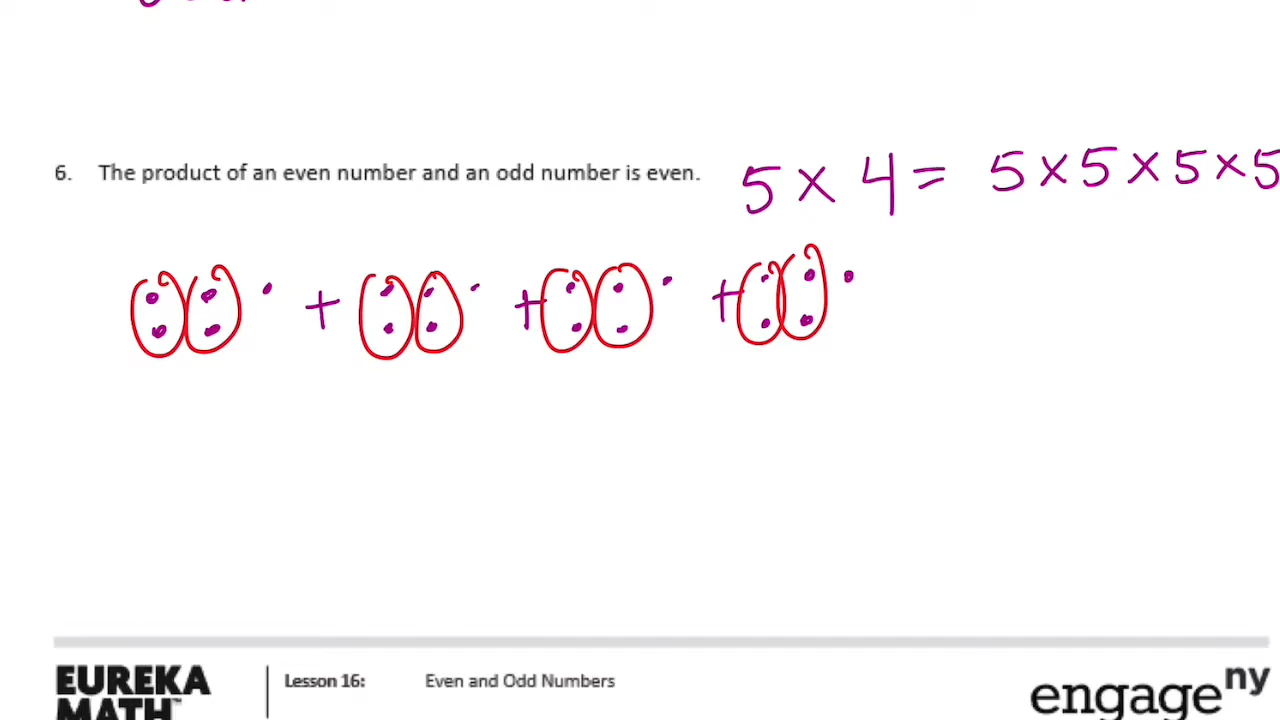 6. The product of an even number and an odd number is even. 5 × 4 = 5 × 5 × 5 × 5
+ + +
EUREKA MATH™
Lesson 16: Even and Odd Numbers
engageny